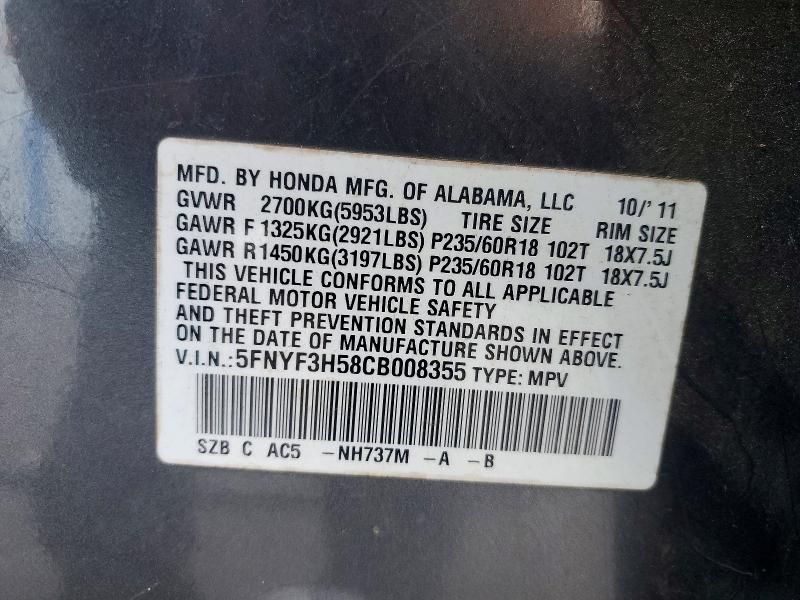 MFD. BY HONDA MFG. OF ALABAMA, LLC 10/'11
GVWR 2700KG(5953LBS) TIRE SIZE RIM SIZE
GAWR F 1325KG(2921LBS) P235/60R18 102T 18X7.5J
GAWR R1450KG(3197LBS) P235/60R18 102T 18X7.5J
THIS VEHICLE CONFORMS TO ALL APPLICABLE
FEDERAL MOTOR VEHICLE SAFETY
AND THEFT PREVENTION STANDARDS IN EFFECT
ON THE DATE OF MANUFACTURE SHOWN ABOVE.
V.I.N.:5FNYF3H58CB008355 TYPE: MPV
SZB C AC5 -NH737M -A -B